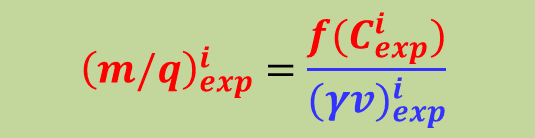 (m/q)^i_exp = f(C^i_exp) / (γv)^i_exp